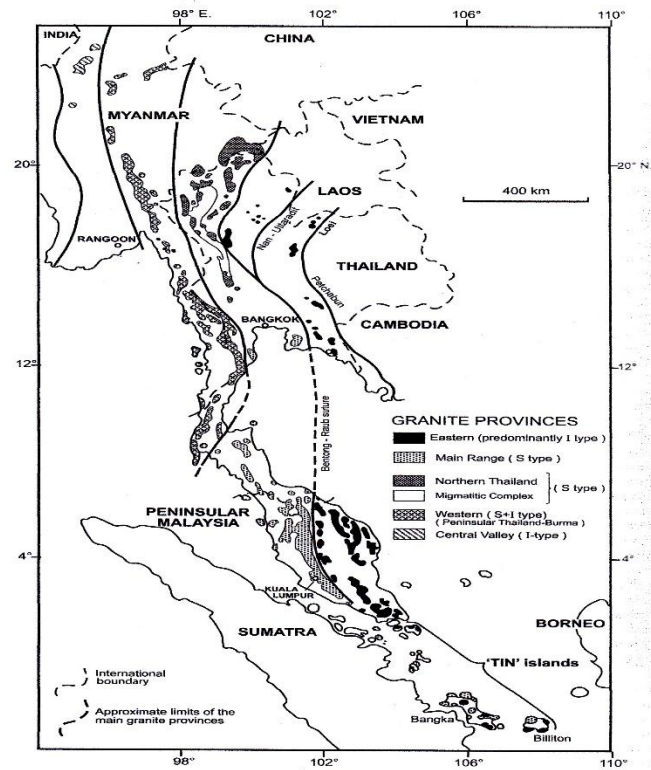 98° E.
102°
106°
110°
INDIA
CHINA
MYANMAR
VIETNAM
20°
20° N.
LAOS
400 km
Nan - Uttaradit
Loei
RANGOON
THAILAND
Petchabun
BANGKOK
CAMBODIA
12°
12°
Bentong - Raub suture
GRANITE PROVINCES
Eastern (predominantly I type )
Main Range (S type )
Northern Thailand
Migmatitic Complex
( S type )
Western (S+I type)
( Peninsular Thailand-Burma )
Central Valley ( I-type )
PENINSULAR
MALAYSIA
4°
4°
KUALA
LUMPUR
SUMATRA
BORNEO
'TIN' islands
International
boundary
Approximate limits of the
main granite provinces
Bangka
Billiton
98°
102°
106°
110°